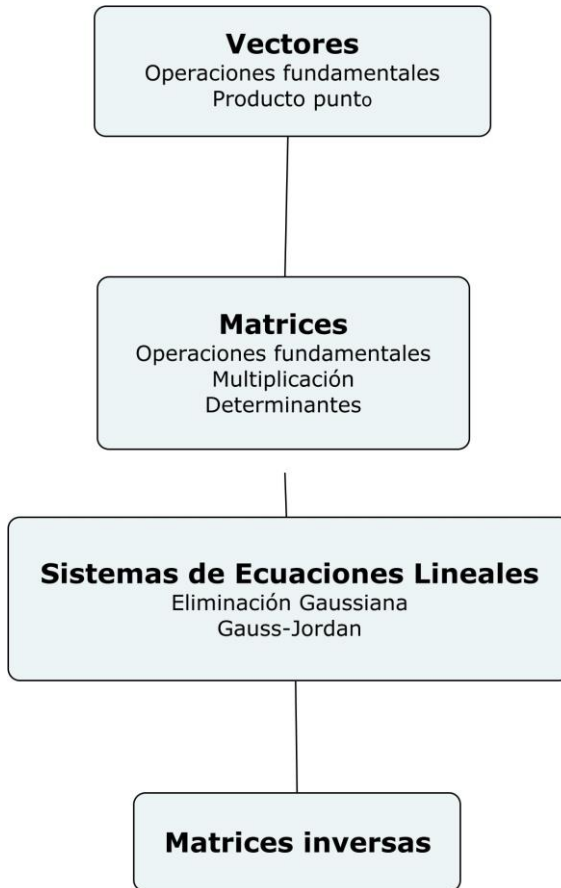 Vectores
Operaciones fundamentales
Producto punto
Matrices
Operaciones fundamentales
Multiplicación
Determinantes
Sistemas de Ecuaciones Lineales
Eliminación Gaussiana
Gauss-Jordan
Matrices inversas